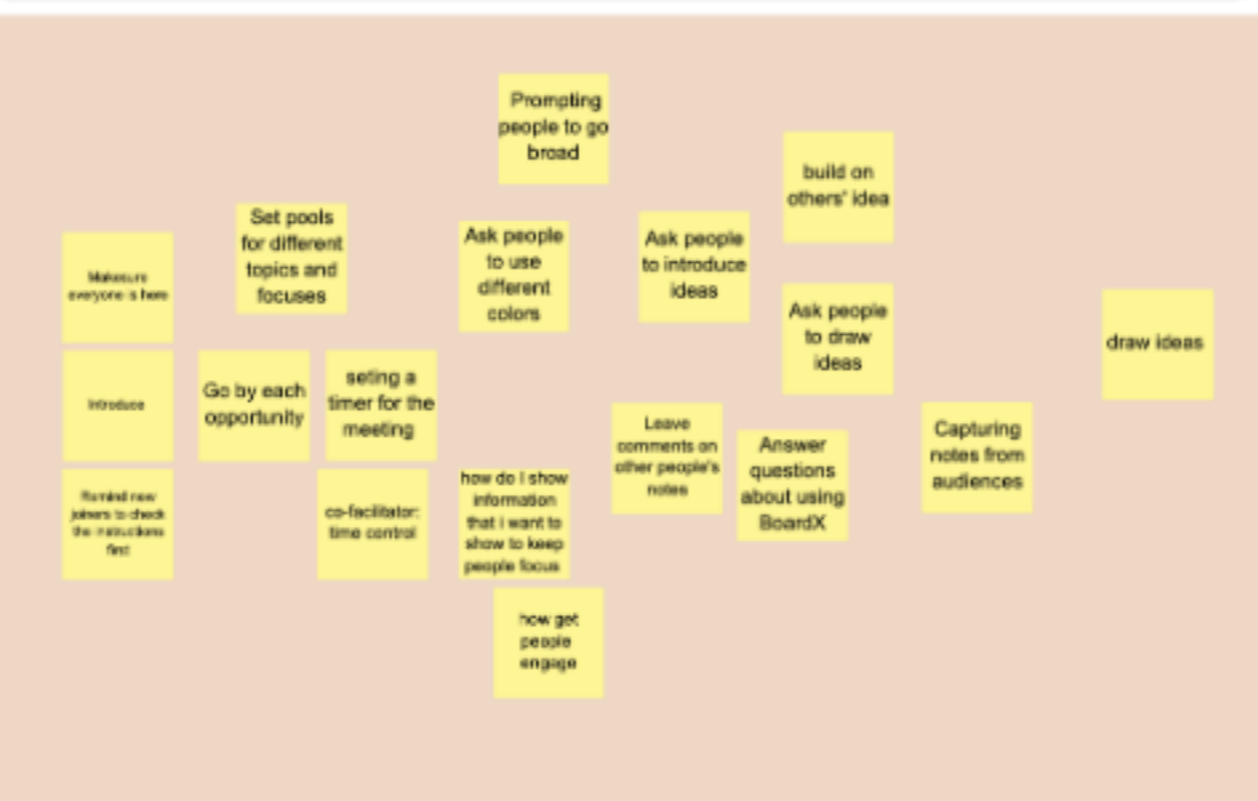 Prompting
people to go
broad
build on
others' idea
Set pools
for different
topics and
focuses
Ask people
to use
different
colors
Ask people
to introduce
ideas
Makesure
everyone is here
Ask people
to draw
ideas
draw ideas
Introduce
Go by each
opportunity
seting a
timer for the
meeting
Leave
comments on
other people's
notes
Answer
questions
about using
BoardX
Capturing
notes from
audiences
Remind new
joiners to check
the instructions
first
co-facilitator:
time control
how do I show
information
that i want to
show to keep
people focus
how get
people
engage